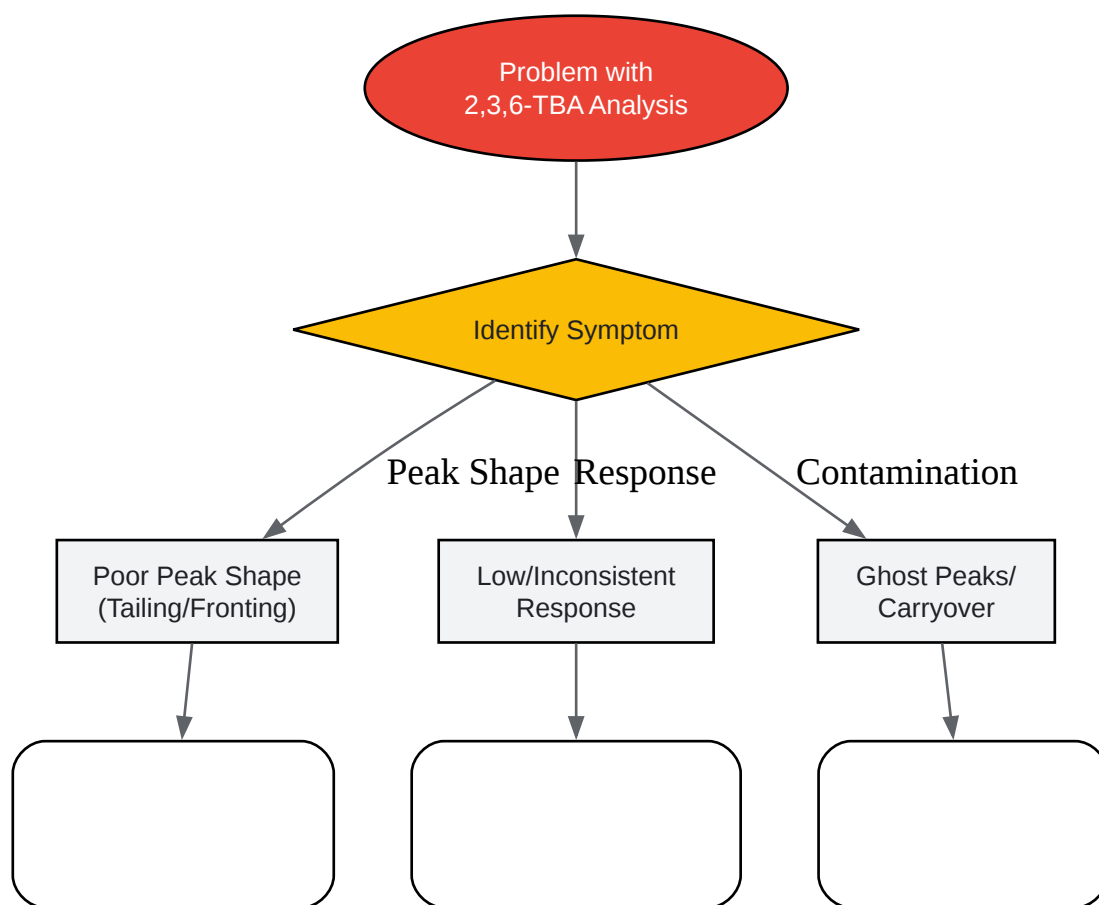 Problem with
2,3,6-TBA Analysis
Identify Symptom
Peak Shape
Response
Contamination
Poor Peak Shape
(Tailing/Fronting)
Low/Inconsistent
Response
Ghost Peaks/
Carryover